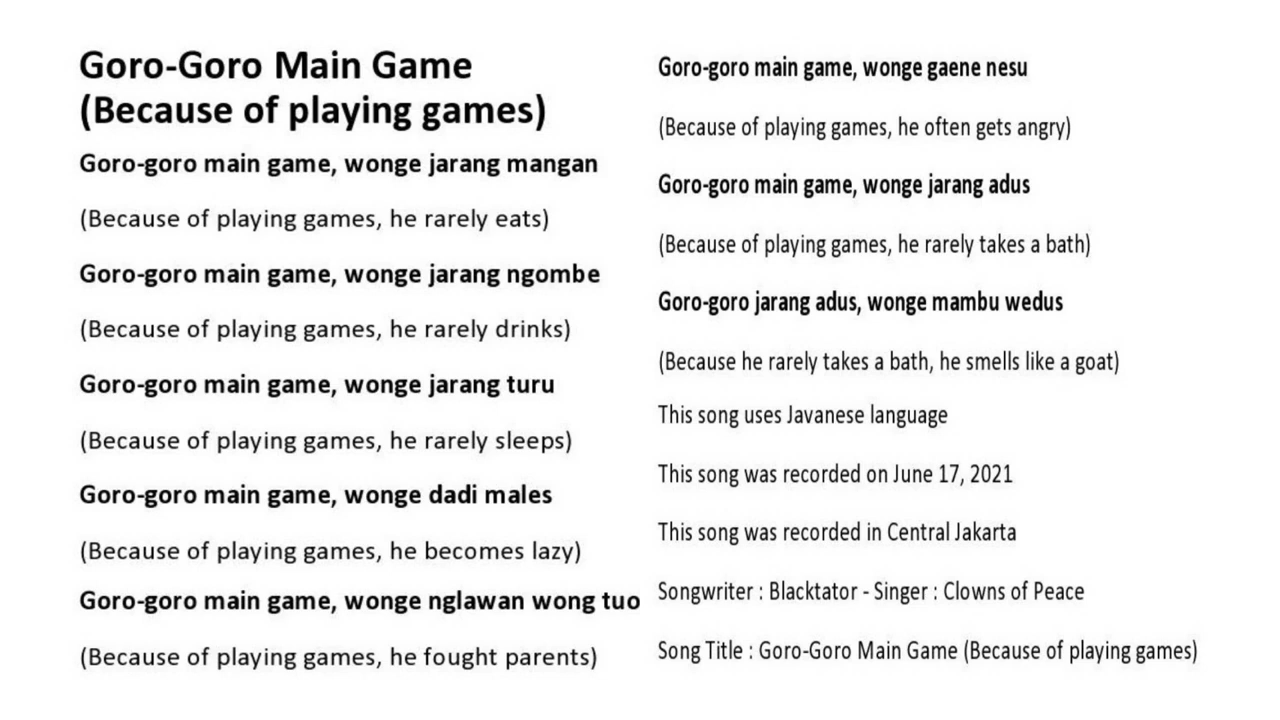 Goro-Goro Main Game
(Because of playing games)
Goro-goro main game, wonge jarang mangan
(Because of playing games, he rarely eats)
Goro-goro main game, wonge jarang ngombe
(Because of playing games, he rarely drinks)
Goro-goro main game, wonge jarang turu
(Because of playing games, he rarely sleeps)
Goro-goro main game, wonge dadi males
(Because of playing games, he becomes lazy)
Goro-goro main game, wonge nglawan wong tuo
(Because of playing games, he fought parents)
Goro-goro main game, wonge gaene nesu
(Because of playing games, he often gets angry)
Goro-goro main game, wonge jarang adus
(Because of playing games, he rarely takes a bath)
Goro-goro jarang adus, wonge mambu wedus
(Because he rarely takes a bath, he smells like a goat)
This song uses Javanese language
This song was recorded on June 17, 2021
This song was recorded in Central Jakarta
Songwriter : Blacktator - Singer : Clowns of Peace
Song Title : Goro-Goro Main Game (Because of playing games)